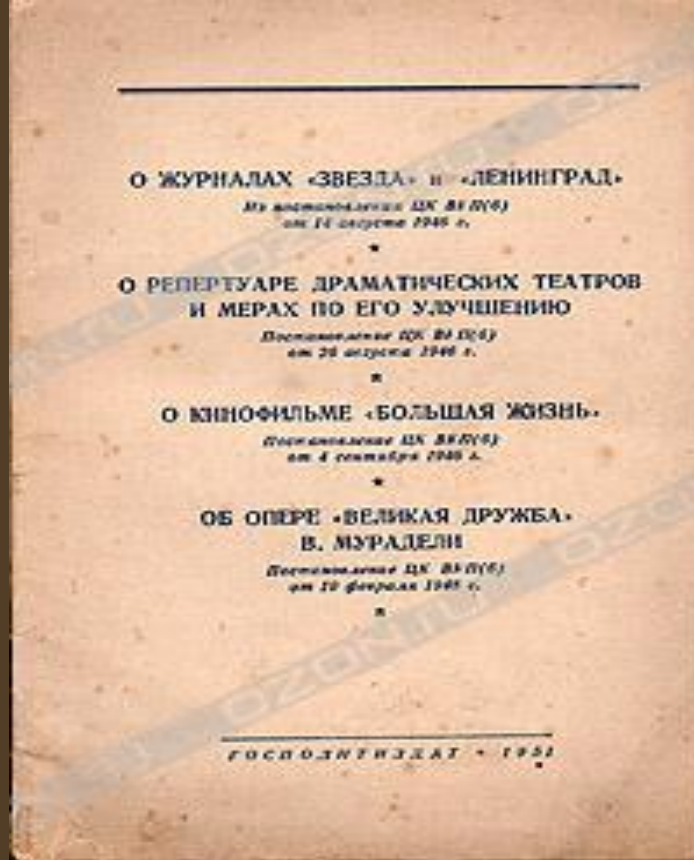 О ЖУРНАЛАХ «ЗВЕЗДА» и «ЛЕНИНГРАД»
Из постановления ЦК ВКП(б)
от 14 августа 1946 г.
О РЕПЕРТУАРЕ ДРАМАТИЧЕСКИХ ТЕАТРОВ
И МЕРАХ ПО ЕГО УЛУЧШЕНИЮ
Постановление ЦК ВКП(б)
от 26 августа 1946 г.
О КИНОФИЛЬМЕ «БОЛЬШАЯ ЖИЗНЬ»
Постановление ЦК ВКП(б)
от 4 сентября 1946 г.
ОБ ОПЕРЕ «ВЕЛИКАЯ ДРУЖБА»
В. МУРАДЕЛИ
Постановление ЦК ВКП(б)
от 10 февраля 1948 г.
ГОСПОЛИТИЗДАТ • 1951